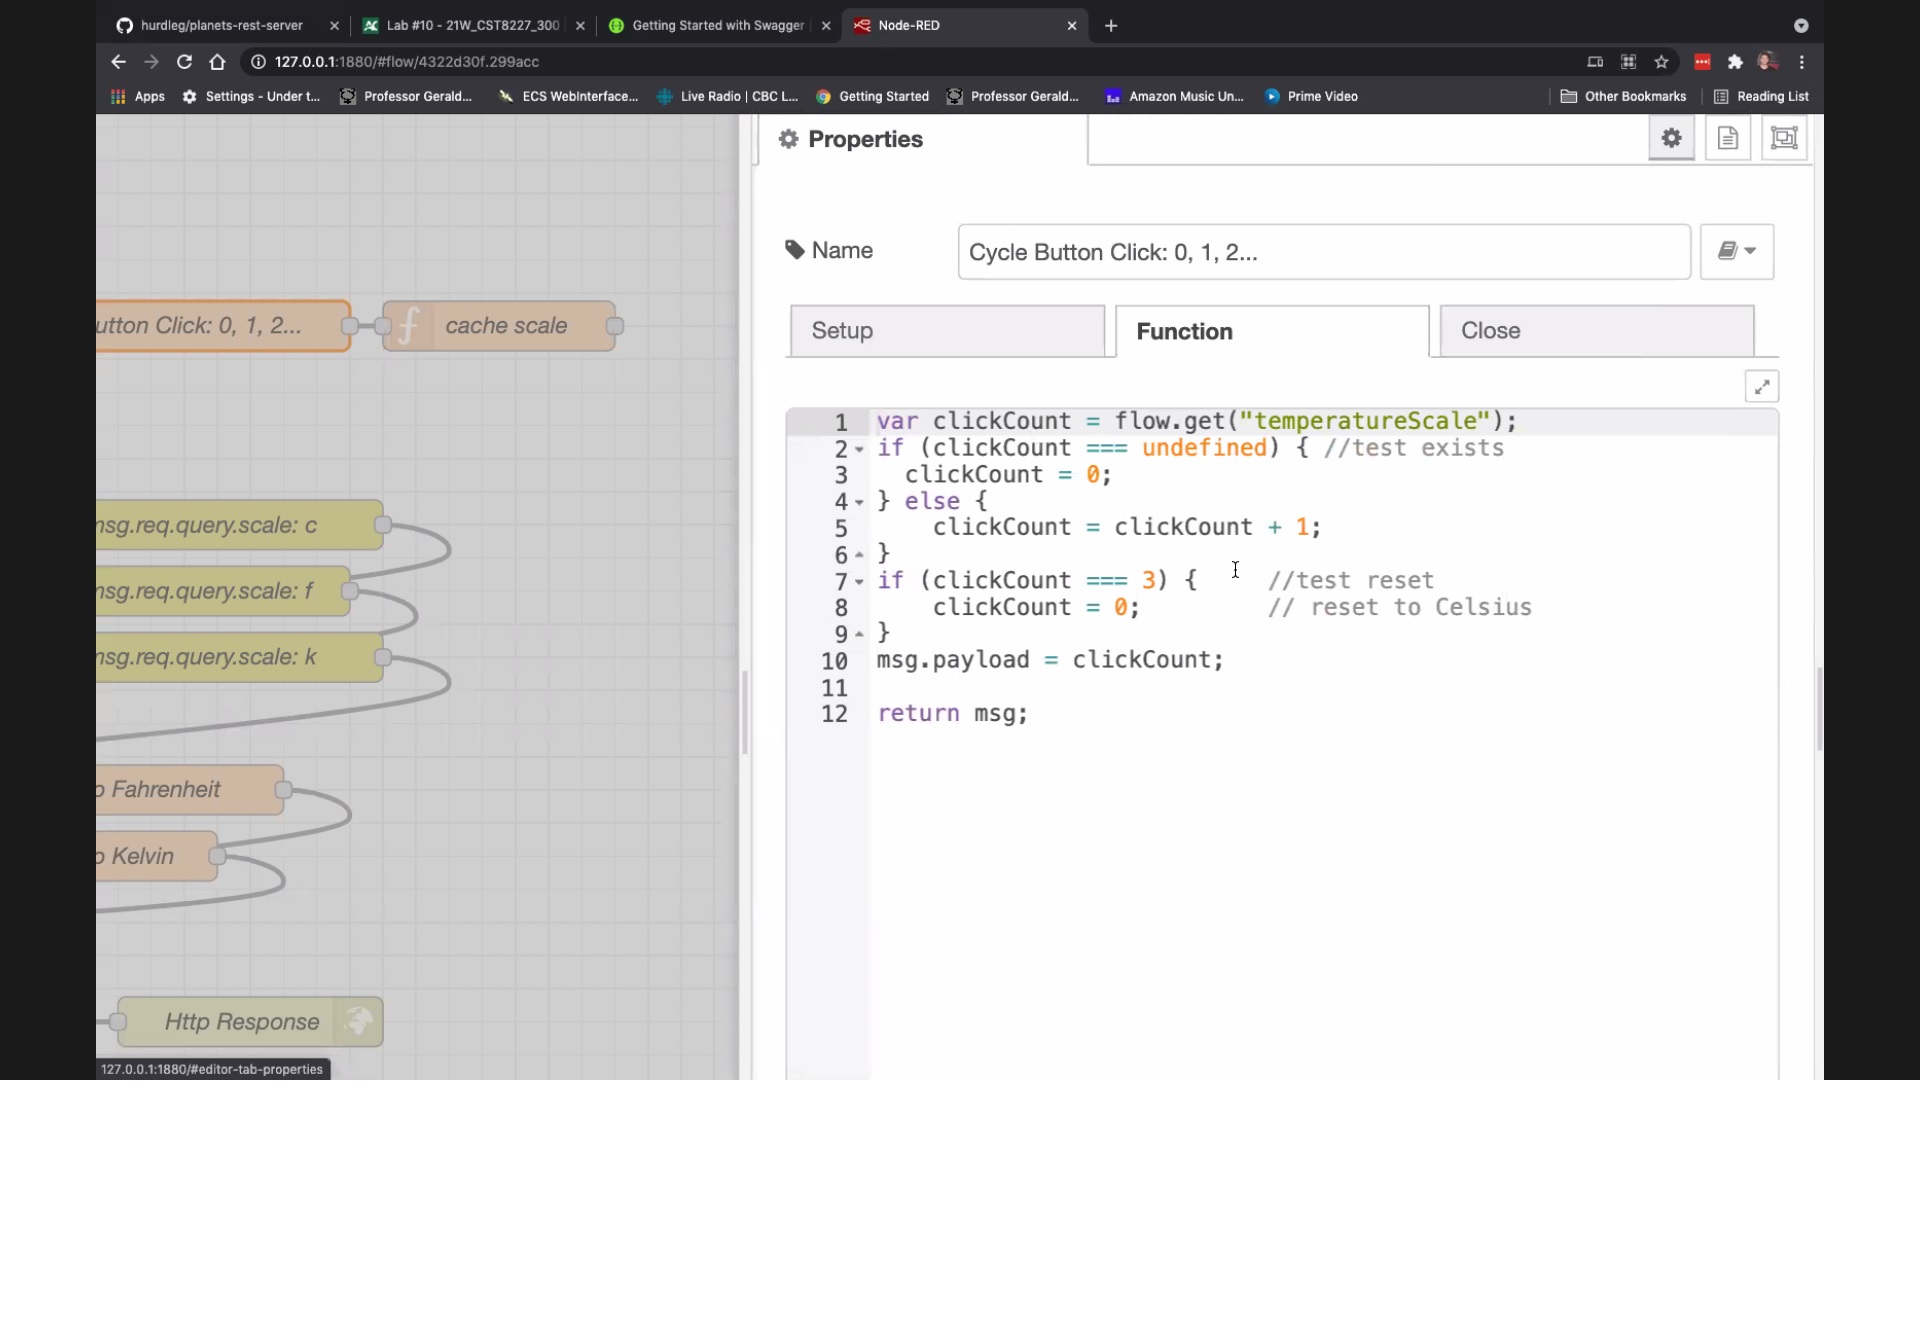 hurdleg/planets-rest-server
Lab #10 - 21W_CST8227_300
Getting Started with Swagger
Node-RED
127.0.0.1:1880/#flow/4322d30f.299acc
Apps
Settings - Under t...
Professor Gerald...
ECS WebInterface...
Live Radio | CBC L...
Getting Started
Professor Gerald...
Amazon Music Un...
Prime Video
Other Bookmarks
Reading List
Properties
Name
Cycle Button Click: 0, 1, 2...
Setup
Function
Close
1 var clickCount = flow.get("temperatureScale");
2 if (clickCount === undefined) { //test exists
3 clickCount = 0;
4 } else {
5 clickCount = clickCount + 1;
6 }
7 if (clickCount === 3) { //test reset
8 clickCount = 0; // reset to Celsius
9 }
10 msg.payload = clickCount;
11
12 return msg;
utton Click: 0, 1, 2...
cache scale
msg.req.query.scale: c
msg.req.query.scale: f
msg.req.query.scale: k
o Fahrenheit
o Kelvin
Http Response
127.0.0.1:1880/#editor-tab-properties